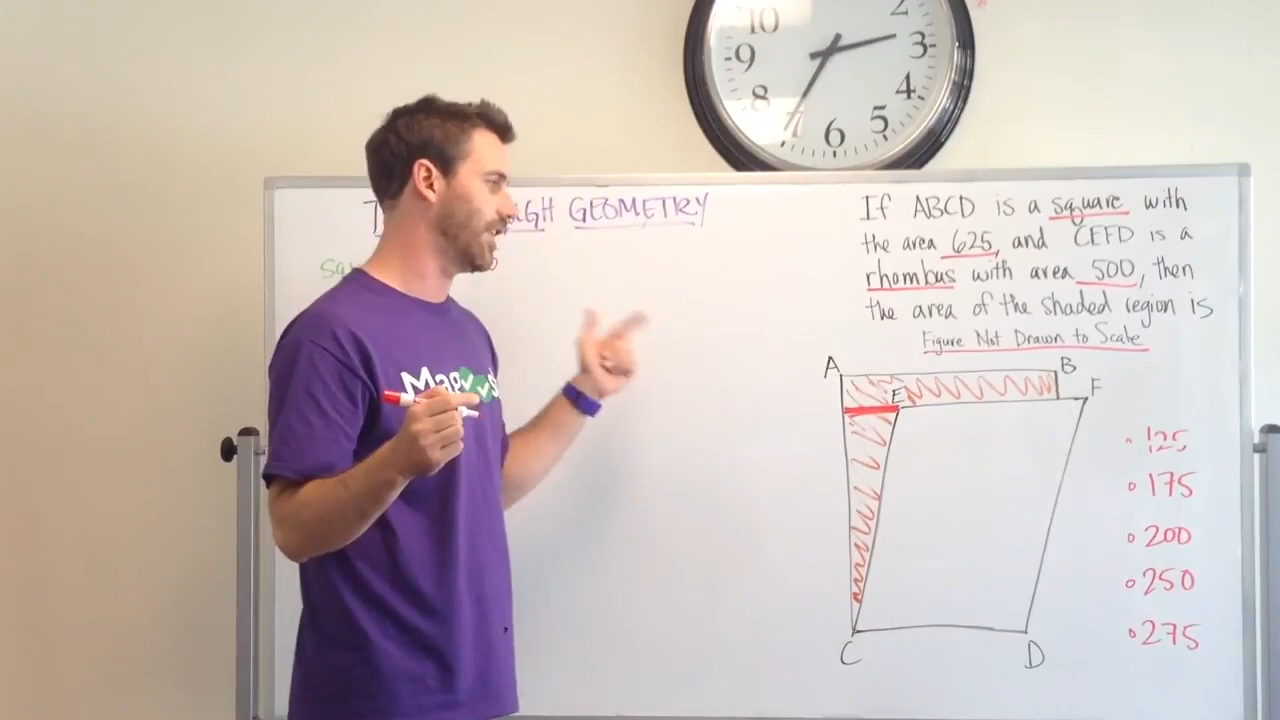 GEOMETRY
If ABCD is a square with
the area 625, and CEFD is a
rhombus with area 500, then
the area of the shaded region is
Figure Not Drawn to Scale
A B
E F
C D
125
175
200
250
275
10 2
9 3
8 4
7 6 5